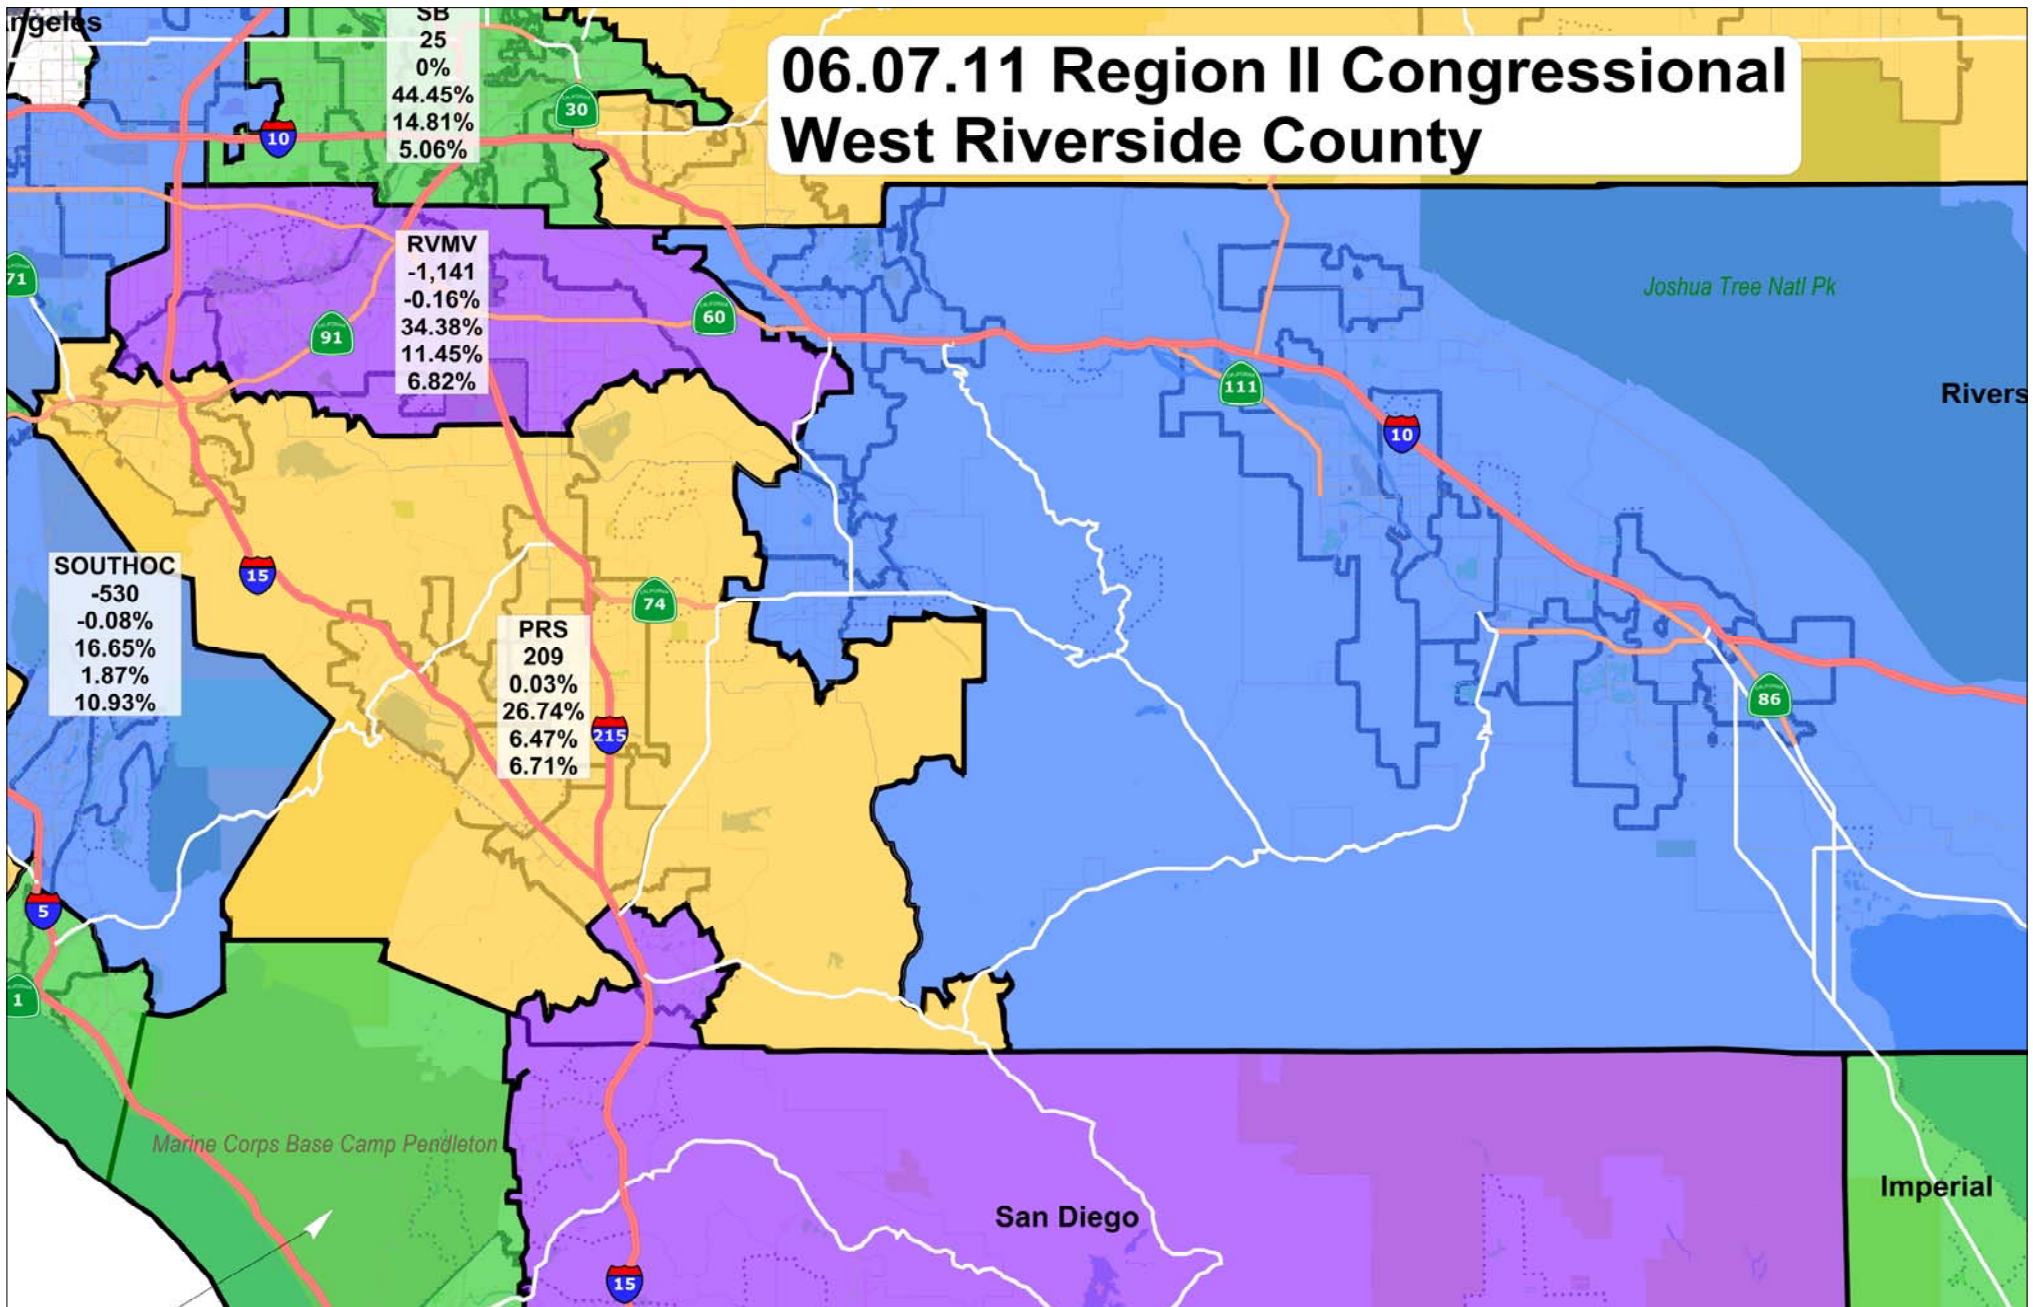 ngeles
SB
25
0%
44.45%
14.81%
5.06%
06.07.11 Region II Congressional
West Riverside County
30
10
RVMV
-1,141
-0.16%
34.38%
11.45%
6.82%
71
91
60
Joshua Tree Natl Pk
111
Rivers
10
SOUTHOC
-530
-0.08%
16.65%
1.87%
10.93%
15
74
PRS
209
0.03%
26.74%
6.47%
6.71%
215
86
5
1
Marine Corps Base Camp Pendleton
San Diego
Imperial
15